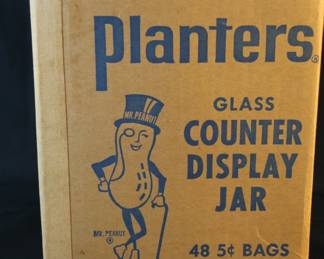 Planters®
GLASS
COUNTER
DISPLAY
JAR
MR. PEANUT
MR. PEANUT
®
48 5¢ BAGS